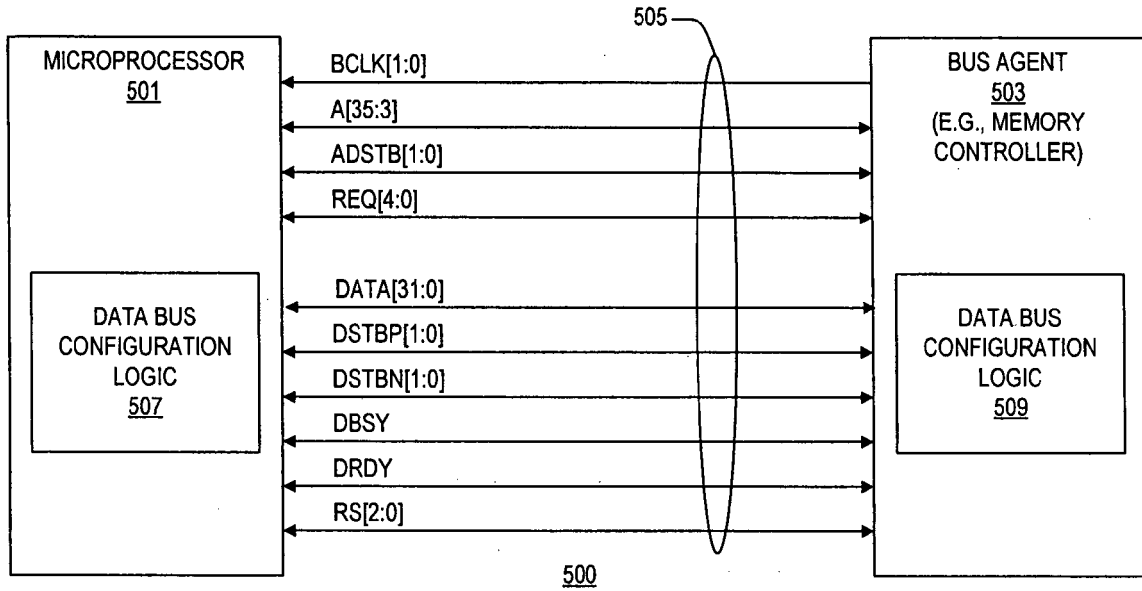 505
MICROPROCESSOR
501
BCLK[1:0]
A[35:3]
ADSTB[1:0]
REQ[4:0]
DATA[31:0]
DSTBP[1:0]
DSTBN[1:0]
DBSY
DRDY
RS[2:0]
BUS AGENT
503
(E.G., MEMORY
CONTROLLER)
DATA BUS
CONFIGURATION
LOGIC
507
DATA BUS
CONFIGURATION
LOGIC
509
500